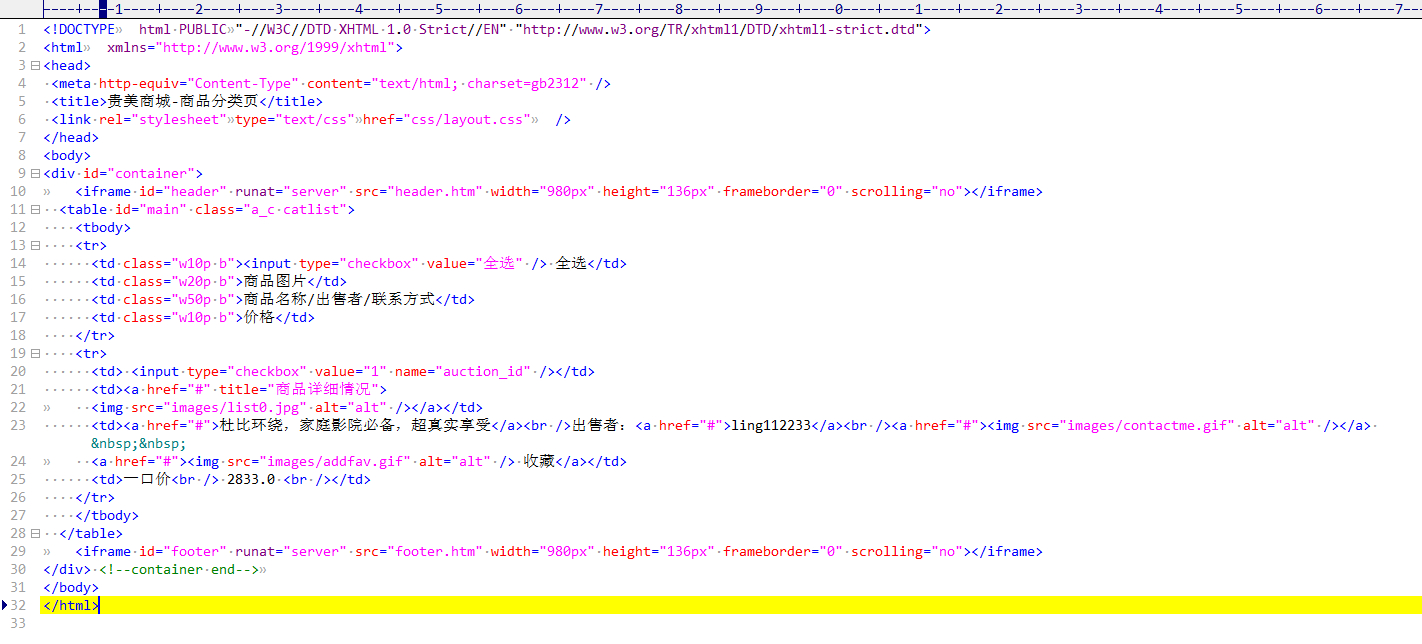 ----+----1----+----2----+----3----+----4----+----5----+----6----+----7----+----8----+----9----+----0----+----1----+----2----+----3----+----4----+----5----+----6----+----7--
1 <!DOCTYPE» html·PUBLIC»"-//W3C//DTD·XHTML·1.0·Strict//EN"·"http://www.w3.org/TR/xhtml1/DTD/xhtml1-strict.dtd">
2 <html» xmlns="http://www.w3.org/1999/xhtml">
3 <head>
4 ·<meta·http-equiv="Content-Type"·content="text/html;·charset=gb2312"·/>
5 ·<title>贵美商城-商品分类页</title>
6 ·<link·rel="stylesheet"»type="text/css"»href="css/layout.css"» />
7 </head>
8 <body>
9 <div·id="container">
10 » <iframe·id="header"·runat="server"·src="header.htm"·width="980px"·height="136px"·frameborder="0"·scrolling="no"></iframe>
11 ··<table·id="main"·class="a_c·catlist">
12 ····<tbody>
13 ····<tr>
14 ······<td·class="w10p·b"><input·type="checkbox"·value="全选"·/>·全选</td>
15 ······<td·class="w20p·b">商品图片</td>
16 ······<td·class="w50p·b">商品名称/出售者/联系方式</td>
17 ······<td·class="w10p·b">价格</td>
18 ····</tr>
19 ····<tr>
20 ······<td>·<input·type="checkbox"·value="1"·name="auction_id"·/></td>
21 ······<td><a·href="#"·title="商品详细情况">
22 » ··<img·src="images/list0.jpg"·alt="alt"·/></a></td>
23 ······<td><a·href="#">杜比环绕，家庭影院必备，超真实享受</a><br·/>出售者：<a·href="#">ling112233</a><br·/><a·href="#"><img·src="images/contactme.gif"·alt="alt"·/></a>·
&nbsp;&nbsp;
24 » ··<a·href="#"><img·src="images/addfav.gif"·alt="alt"·/>·收藏</a></td>
25 ······<td>一口价<br·/>·2833.0·<br·/></td>
26 ····</tr>
27 ····</tbody>
28 ··</table>
29 » <iframe·id="footer"·runat="server"·src="footer.htm"·width="980px"·height="136px"·frameborder="0"·scrolling="no"></iframe>
30 </div>·<!--container·end-->»
31 </body>
32 </html>
33